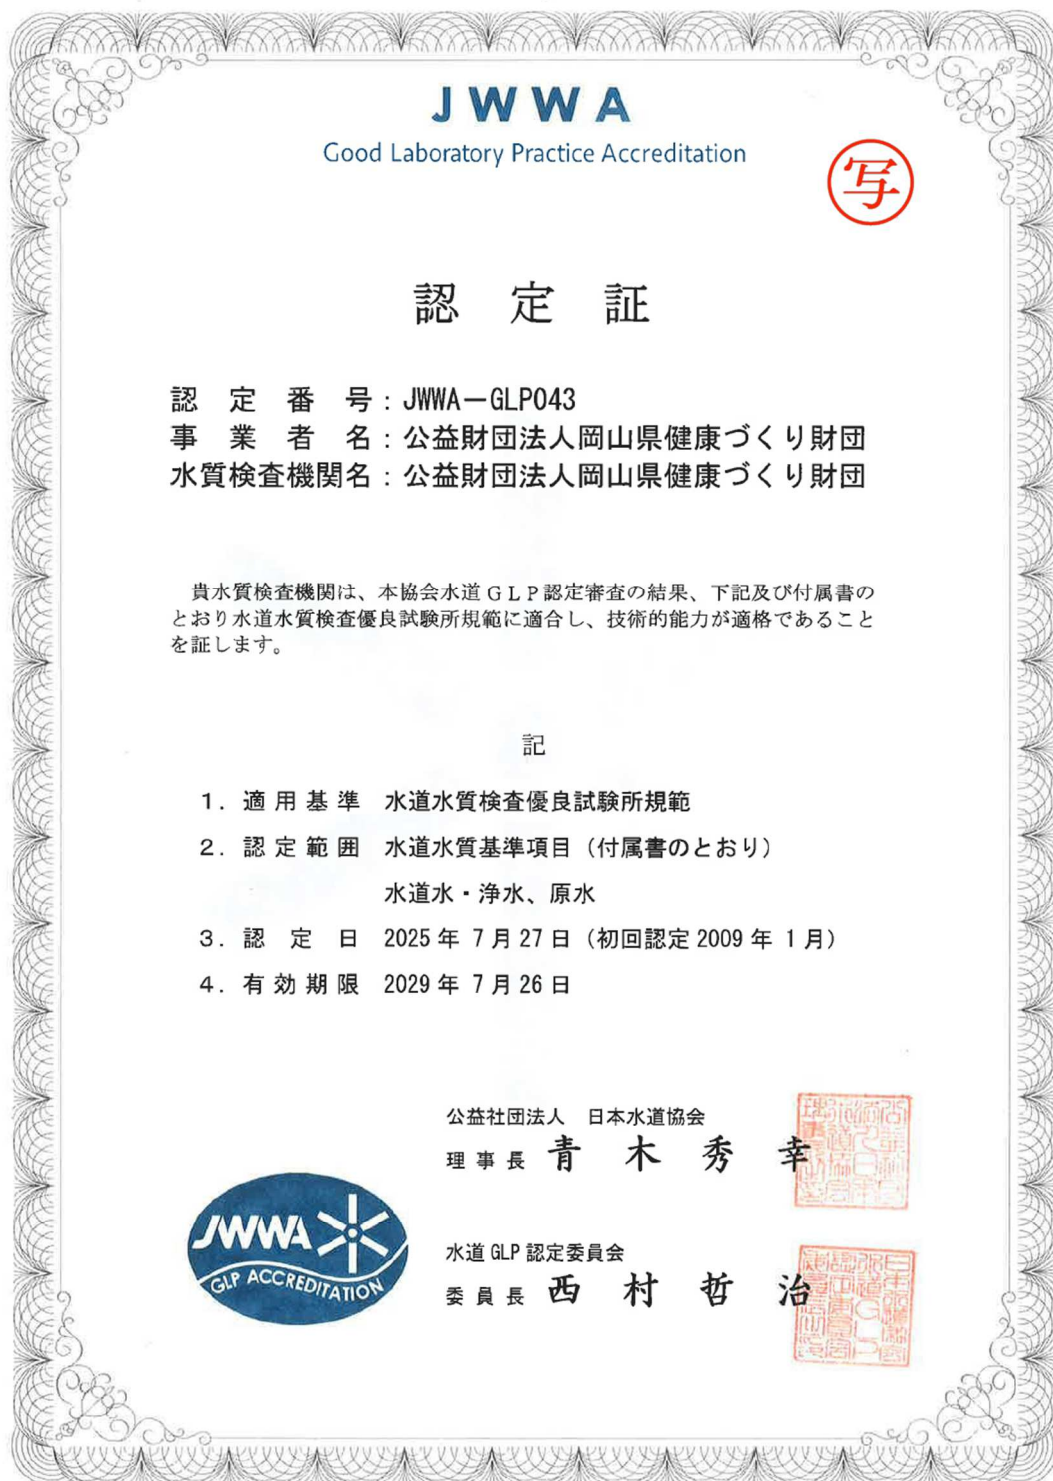 JWWA
Good Laboratory Practice Accreditation
写
認定証
認定番号：JWWA－GLP043
事業者名：公益財団法人岡山県健康づくり財団
水質検査機関名：公益財団法人岡山県健康づくり財団
貴水質検査機関は、本協会水道ＧＬＰ認定審査の結果、下記及び付属書の
とおり水道水質検査優良試験所規範に適合し、技術的能力が適格であること
を証します。
記
1．適用基準　水道水質検査優良試験所規範
2．認定範囲　水道水質基準項目（付属書のとおり）
水道水・浄水、原水
3．認定日　2025年 7月27日（初回認定2009年 1月）
4．有効期限　2029年 7月26日
公益社団法人　日本水道協会
理事長　青木秀幸
水道GLP認定委員会
委員長　西村哲治
JWWA
GLP ACCREDITATION